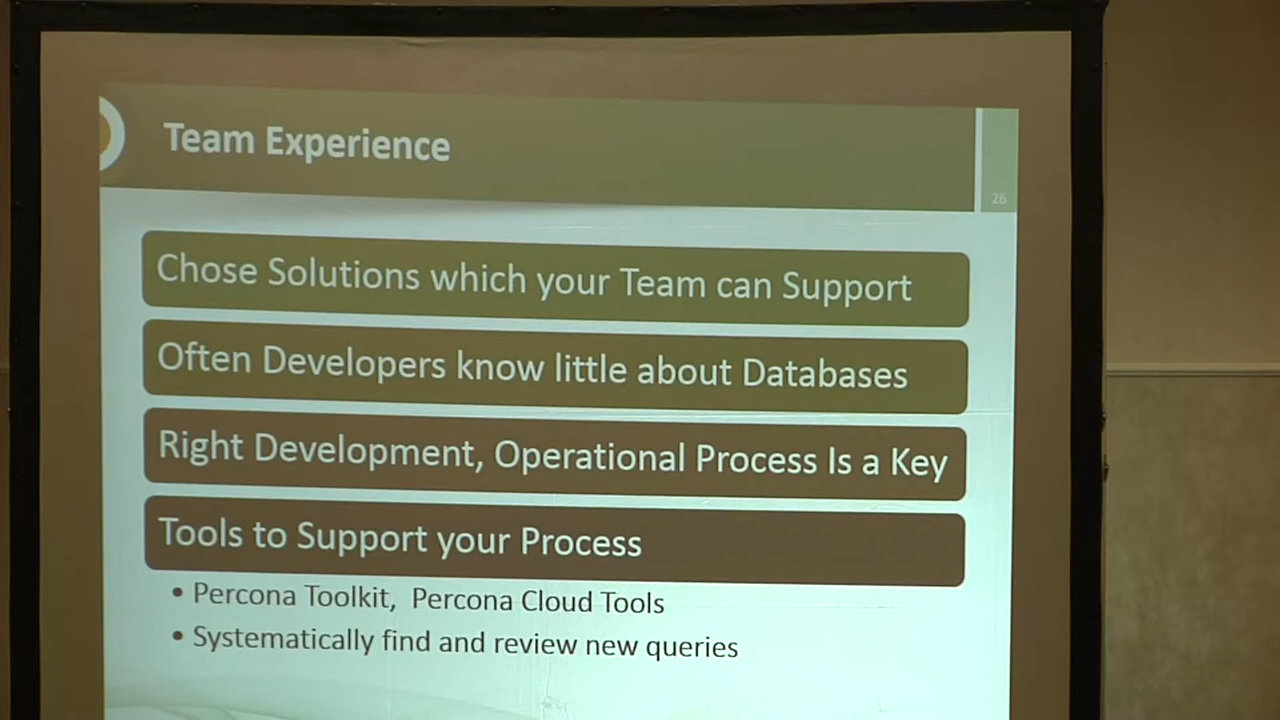 Team Experience
26
Chose Solutions which your Team can Support
Often Developers know little about Databases
Right Development, Operational Process Is a Key
Tools to Support your Process
• Percona Toolkit, Percona Cloud Tools
• Systematically find and review new queries